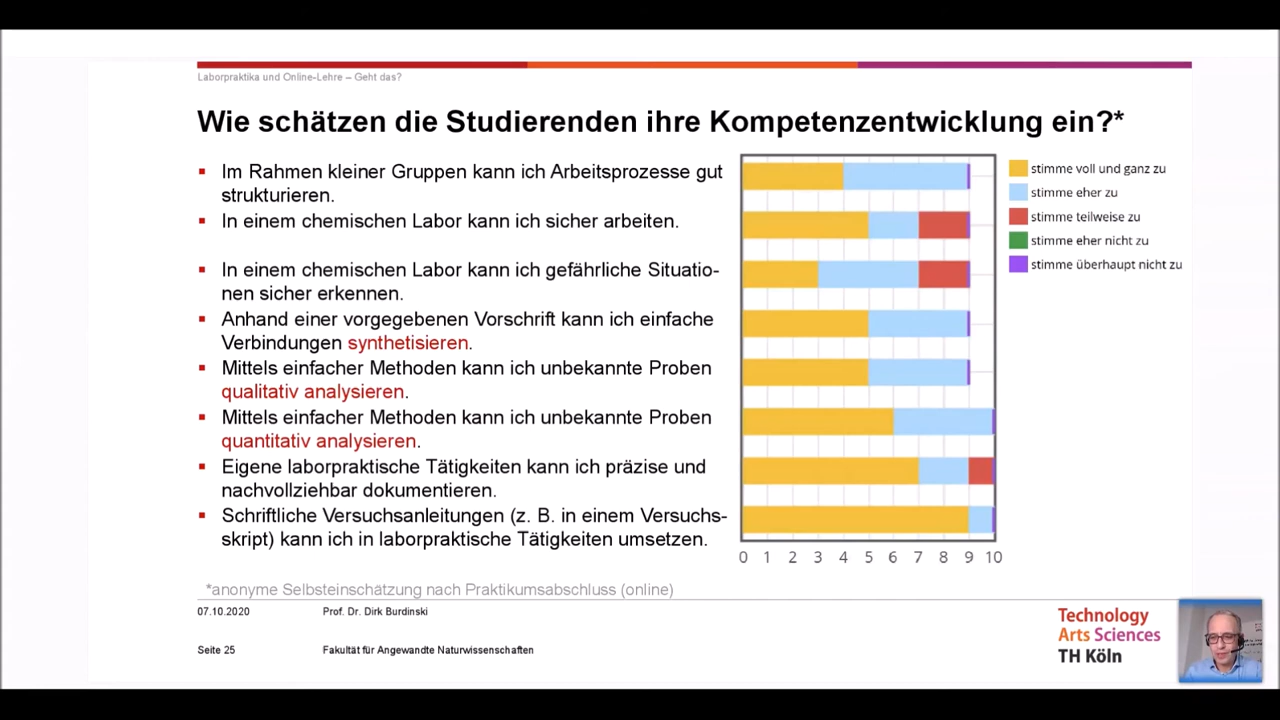 Laborpraktika und Online-Lehre – Geht das?
Wie schätzen die Studierenden ihre Kompetenzentwicklung ein?*
▪ Im Rahmen kleiner Gruppen kann ich Arbeitsprozesse gut
strukturieren.
▪ In einem chemischen Labor kann ich sicher arbeiten.
▪ In einem chemischen Labor kann ich gefährliche Situatio-
nen sicher erkennen.
▪ Anhand einer vorgegebenen Vorschrift kann ich einfache
Verbindungen synthetisieren.
▪ Mittels einfacher Methoden kann ich unbekannte Proben
qualitativ analysieren.
▪ Mittels einfacher Methoden kann ich unbekannte Proben
quantitativ analysieren.
▪ Eigene laborpraktische Tätigkeiten kann ich präzise und
nachvollziehbar dokumentieren.
▪ Schriftliche Versuchsanleitungen (z. B. in einem Versuchs-
skript) kann ich in laborpraktische Tätigkeiten umsetzen.
0 1 2 3 4 5 6 7 8 9 10
stimme voll und ganz zu
stimme eher zu
stimme teilweise zu
stimme eher nicht zu
stimme überhaupt nicht zu
*anonyme Selbsteinschätzung nach Praktikumsabschluss (online)
07.10.2020 Prof. Dr. Dirk Burdinski
Seite 25 Fakultät für Angewandte Naturwissenschaften
Technology
Arts Sciences
TH Köln